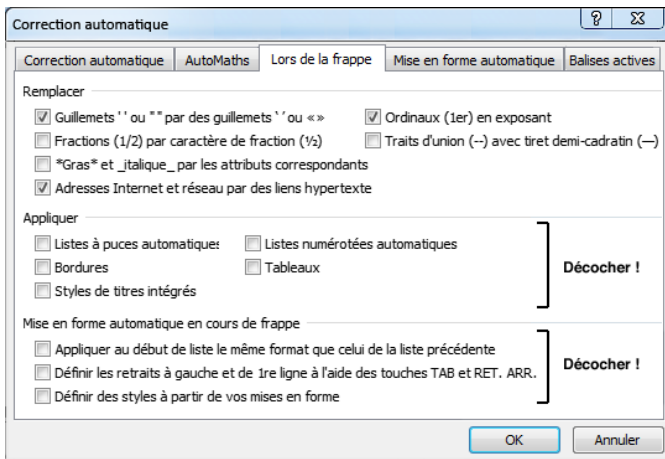 Correction automatique
Correction automatique AutoMaths Lors de la frappe Mise en forme automatique Balises actives
Remplacer
Guillemets ' ' ou " " par des guillemets ‘ ’ ou « » Ordinaux (1er) en exposant
Fractions (1/2) par caractère de fraction (½) Traits d'union (--) avec tiret demi-cadratin (—)
*Gras* et _italique_ par les attributs correspondants
Adresses Internet et réseau par des liens hypertexte
Appliquer
Listes à puces automatiques Listes numérotées automatiques
Bordures Tableaux Décocher !
Styles de titres intégrés
Mise en forme automatique en cours de frappe
Appliquer au début de liste le même format que celui de la liste précédente
Définir les retraits à gauche et de 1re ligne à l'aide des touches TAB et RET. ARR. Décocher !
Définir des styles à partir de vos mises en forme
OK Annuler